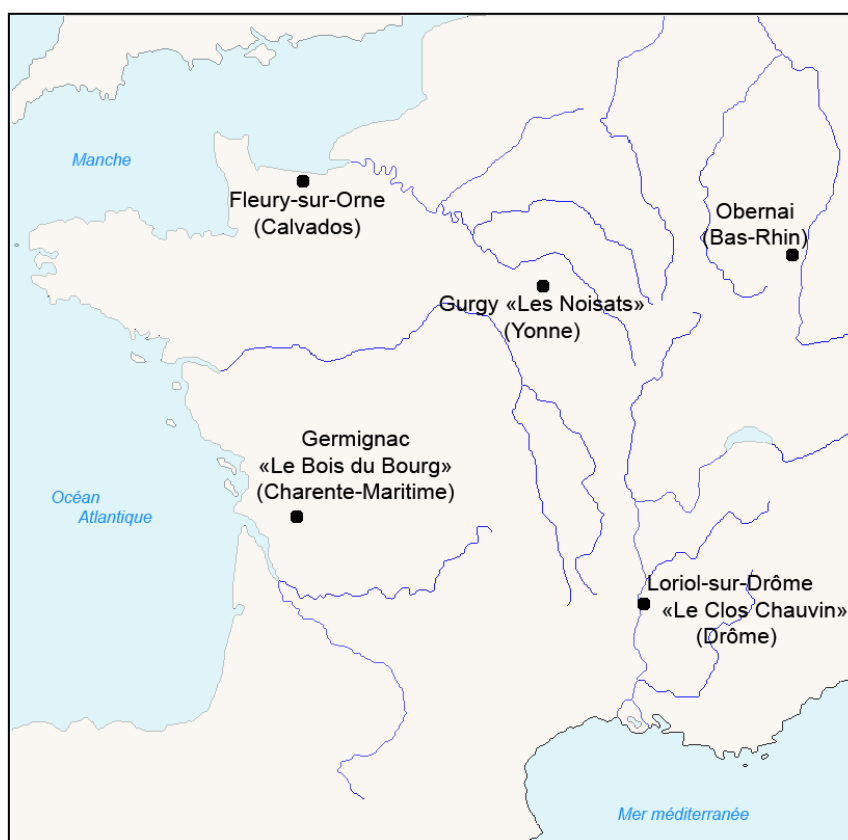 Manche
Fleury-sur-Orne
(Calvados)
Obernai
(Bas-Rhin)
Gurgy «Les Noisats»
(Yonne)
Germignac
«Le Bois du Bourg»
(Charente-Maritime)
Océan
Atlantique
Loriol-sur-Drôme
«Le Clos Chauvin»
(Drôme)
Mer méditerranée